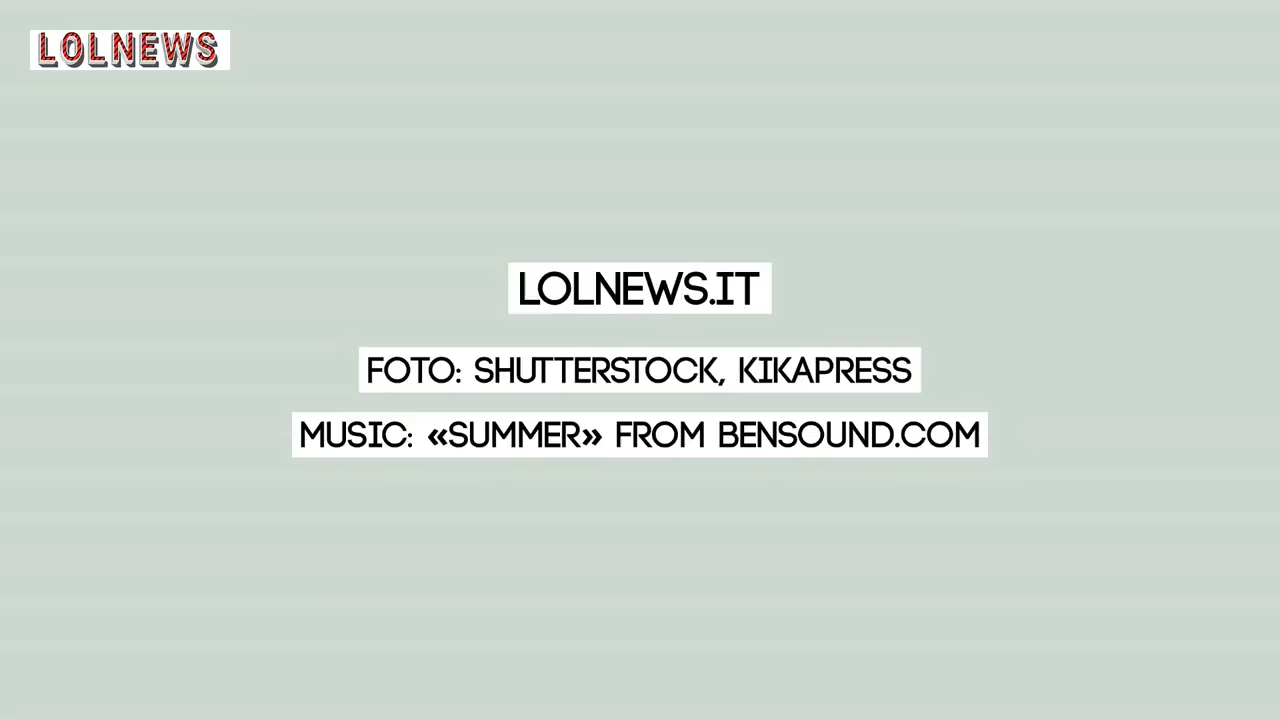 LOLNEWS
LOLNEWS.IT
FOTO: SHUTTERSTOCK, KIKAPRESS
MUSIC: «SUMMER» FROM BENSOUND.COM